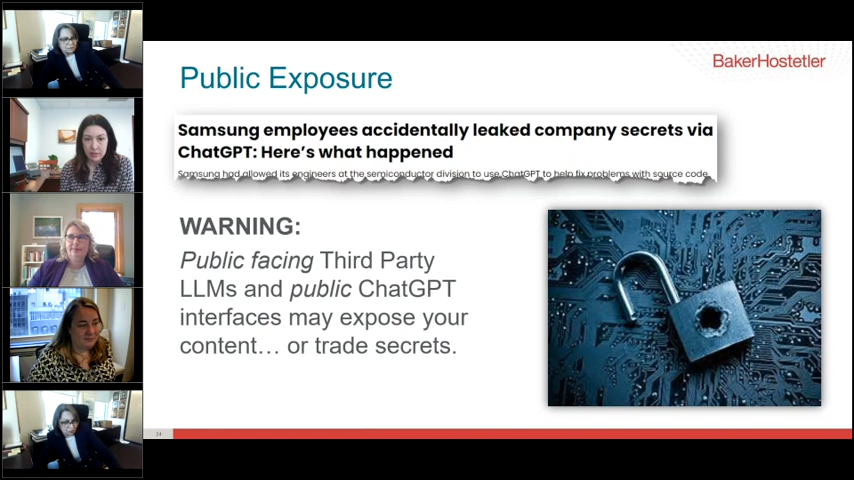 BakerHostetler
Public Exposure
Samsung employees accidentally leaked company secrets via
ChatGPT: Here's what happened
Samsung had allowed its engineers at the semiconductor division to use ChatGPT to help fix problems with source code.
WARNING:
Public facing Third Party
LLMs and public ChatGPT
interfaces may expose your
content… or trade secrets.
34